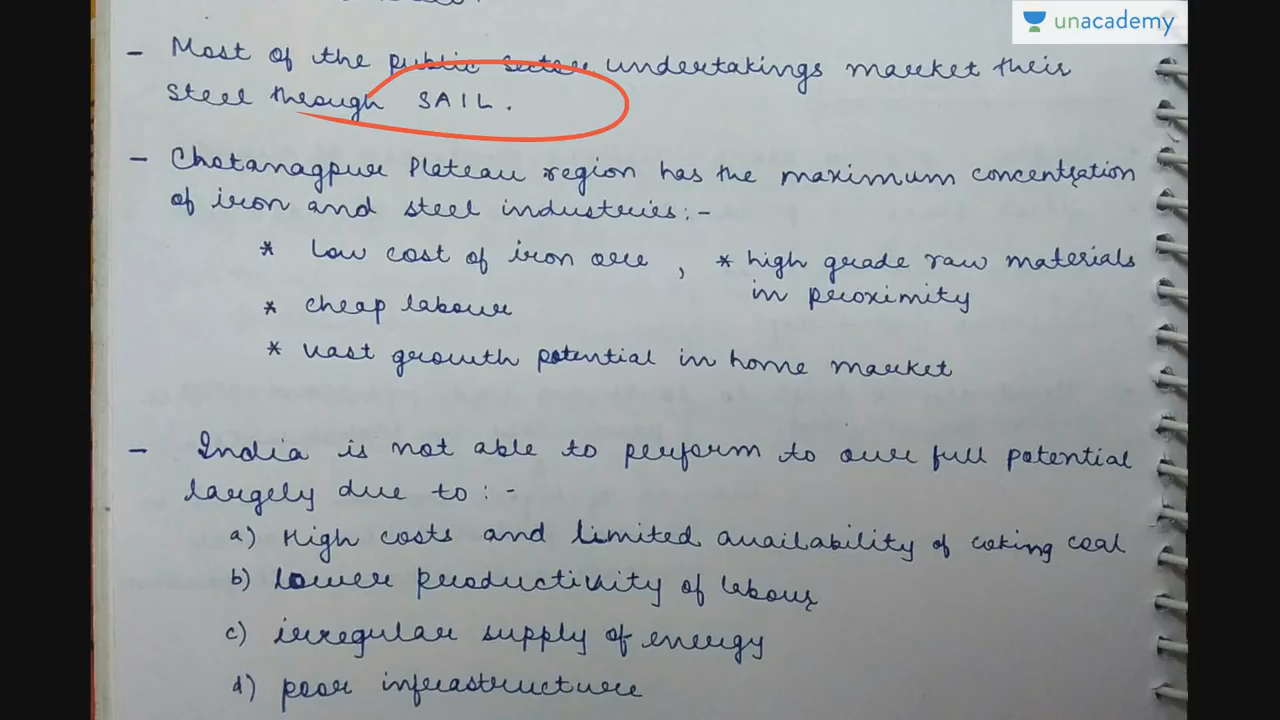 unacademy
- Most of the public sector undertakings market their
steel through SAIL.
- Chotanagpur Plateau region has the maximum concentration
of iron and steel industries:-
* low cost of iron ore , * high grade raw materials
in proximity
* cheap labour
* vast growth potential in home market
- India is not able to perform to our full potential
largely due to :-
a) High costs and limited availability of coking coal
b) lower productivity of labour
c) irregular supply of energy
d) poor infrastructure